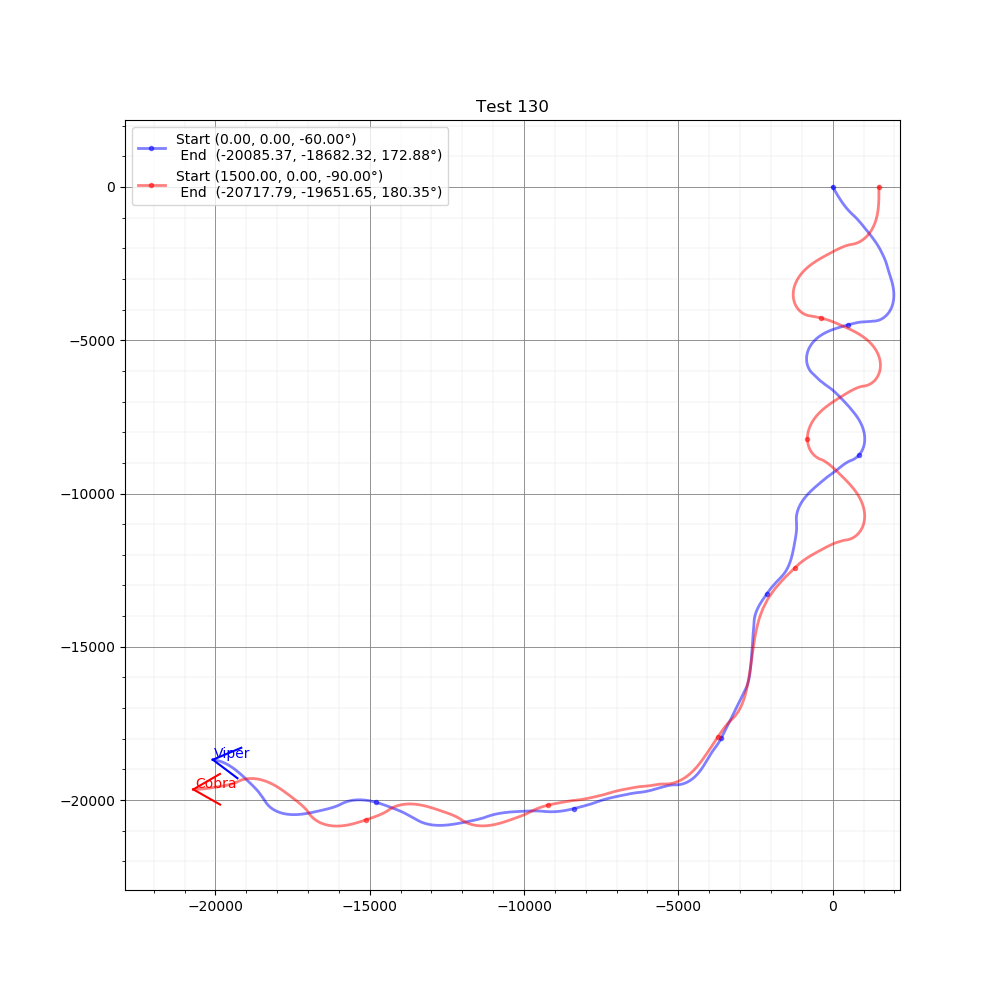 Test 130
Start (0.00, 0.00, -60.00°)
End (-20085.37, -18682.32, 172.88°)
Start (1500.00, 0.00, -90.00°)
End (-20717.79, -19651.65, 180.35°)
0
−5000
−10000
−15000
−20000
Viper
Cobra
−20000
−15000
−10000
−5000
0